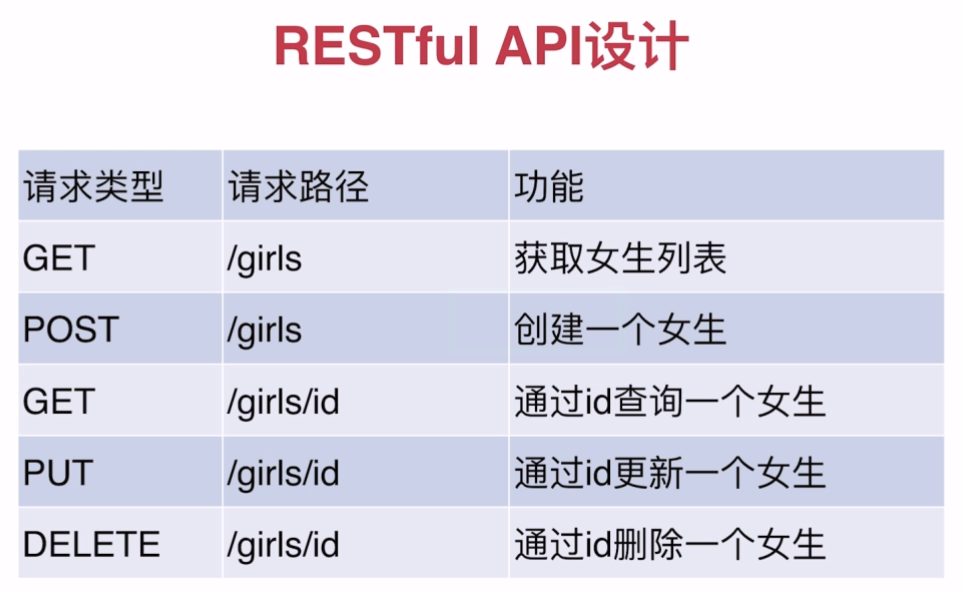 RESTful API设计
请求类型 请求路径 功能
GET /girls 获取女生列表
POST /girls 创建一个女生
GET /girls/id 通过id查询一个女生
PUT /girls/id 通过id更新一个女生
DELETE /girls/id 通过id删除一个女生